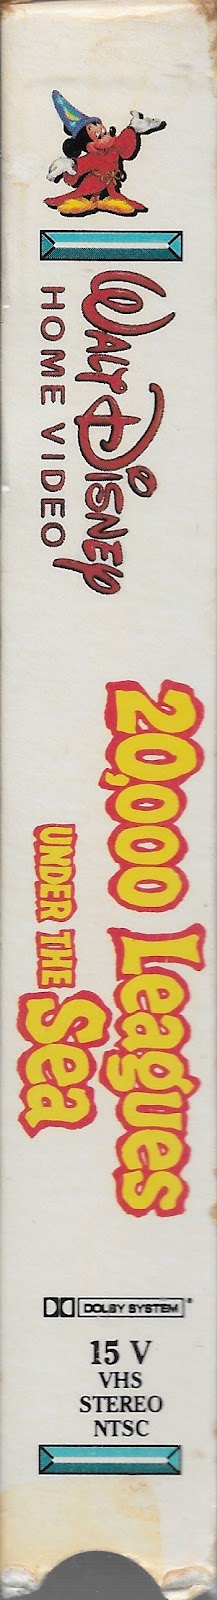 WALT DISNEY
HOME VIDEO
20,000 Leagues
UNDER THE Sea
DOLBY SYSTEM®
15 V
VHS
STEREO
NTSC